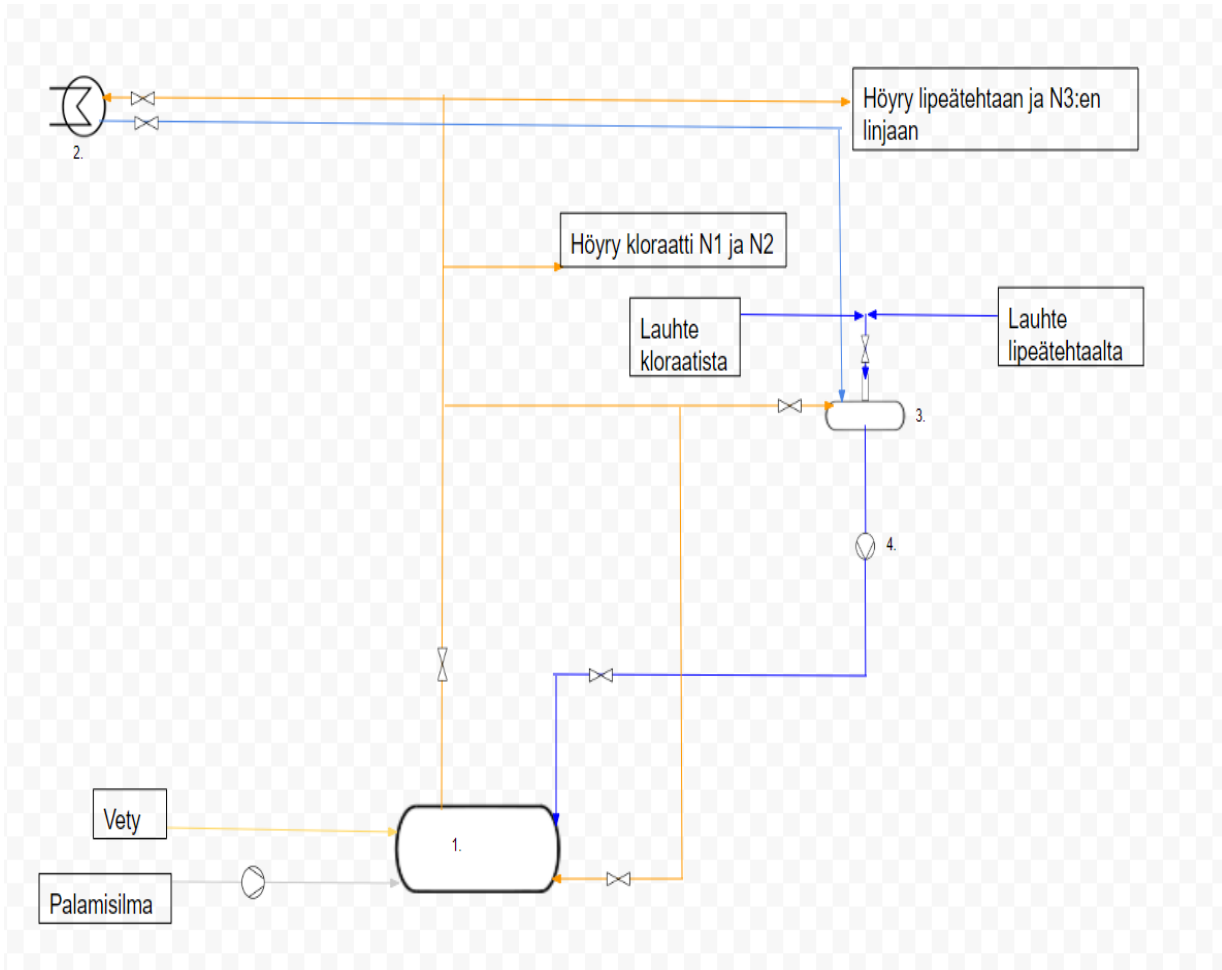 Höyry lipeätehtaan ja N3:en
linjaan
2.
Höyry kloraatti N1 ja N2
Lauhte
kloraatista
Lauhte
lipeätehtaalta
3.
4.
Vety
1.
Palamisilma